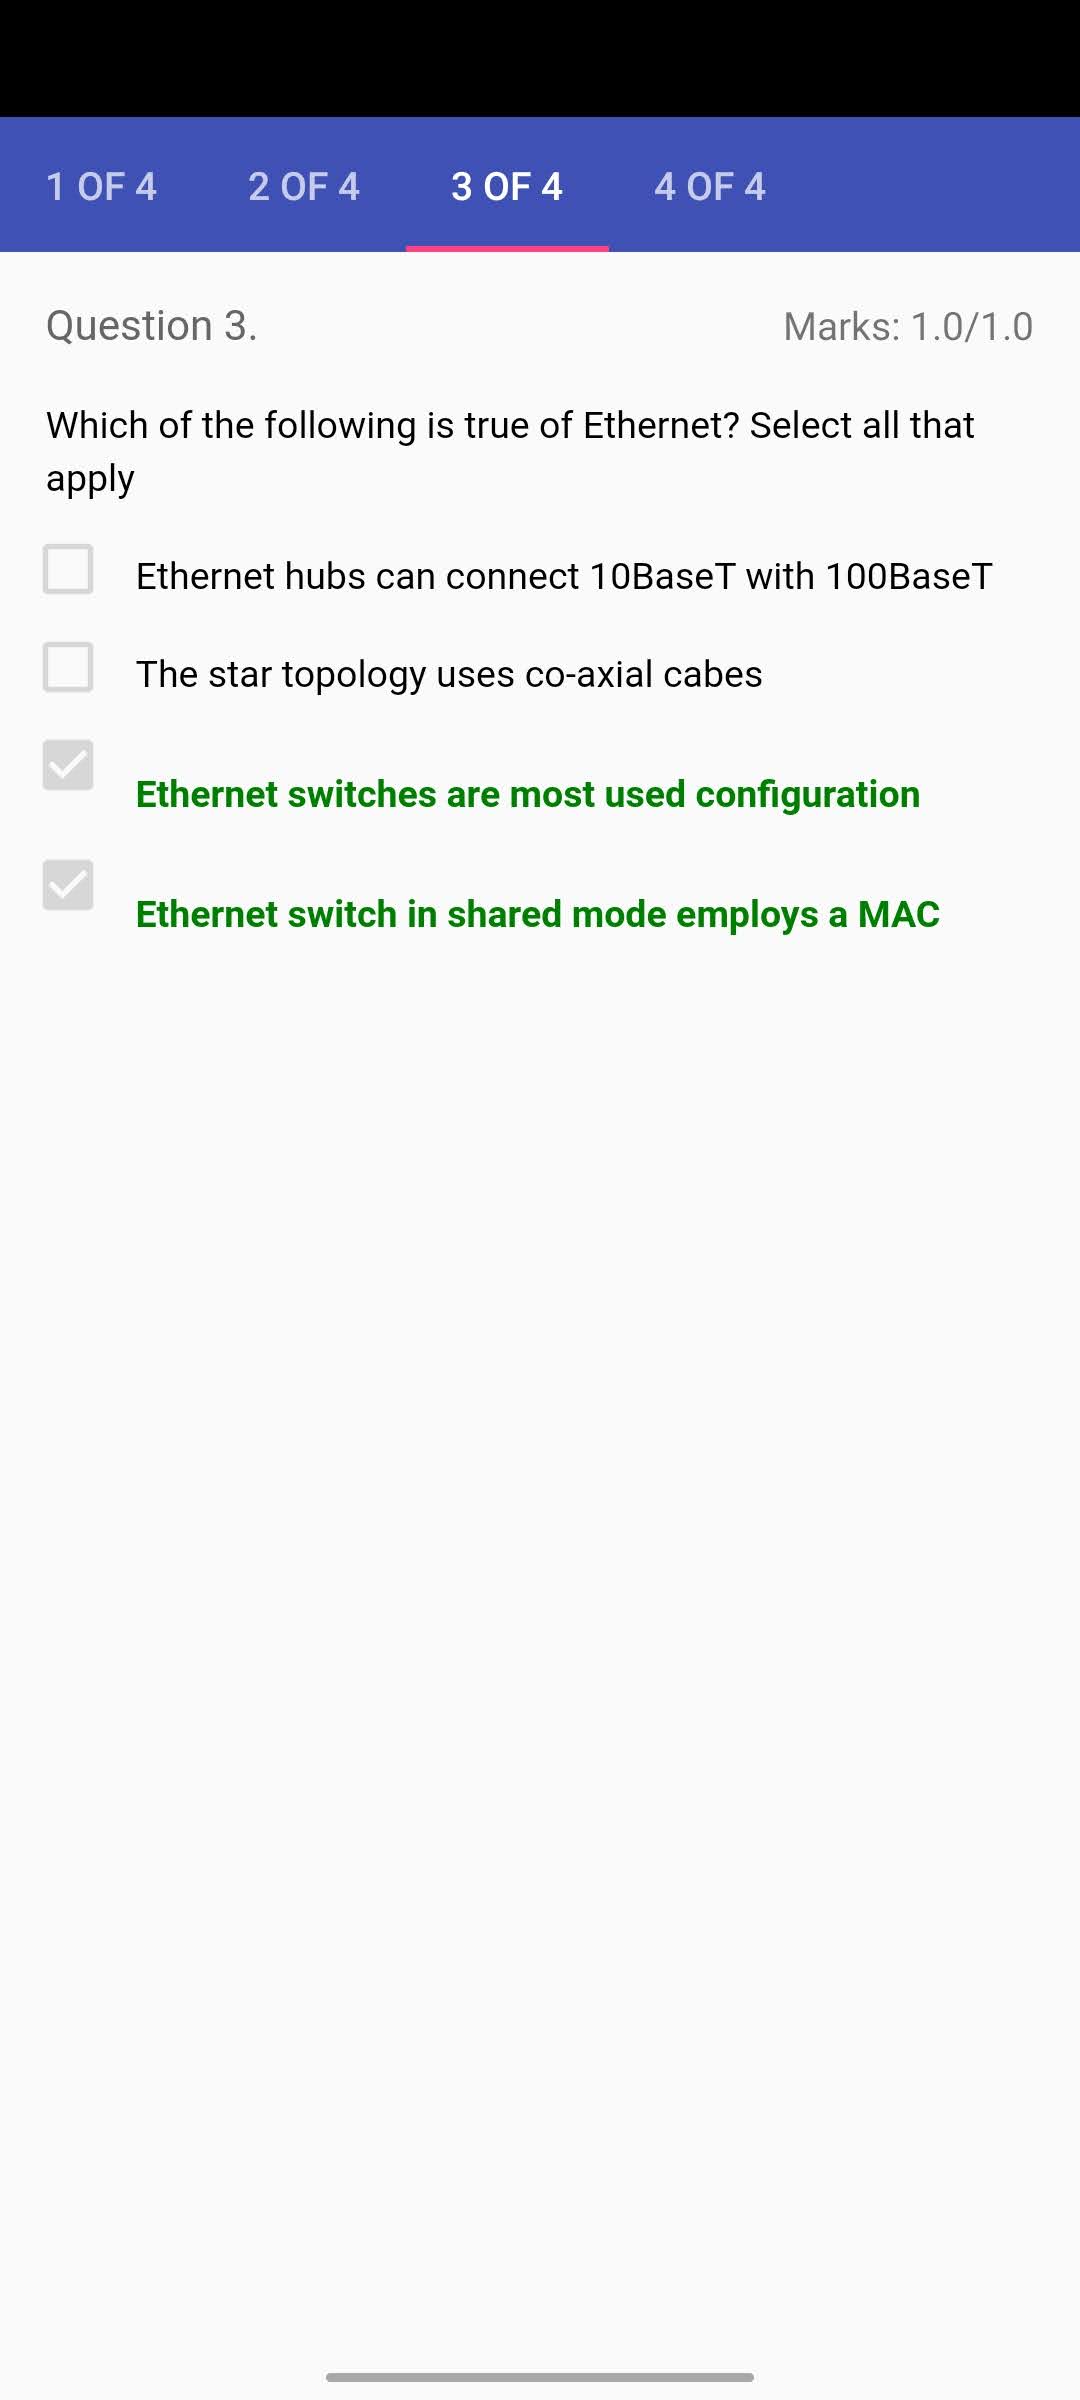 1 OF 4 2 OF 4 3 OF 4 4 OF 4
Question 3. Marks: 1.0/1.0
Which of the following is true of Ethernet? Select all that
apply
Ethernet hubs can connect 10BaseT with 100BaseT
The star topology uses co-axial cabes
Ethernet switches are most used configuration
Ethernet switch in shared mode employs a MAC